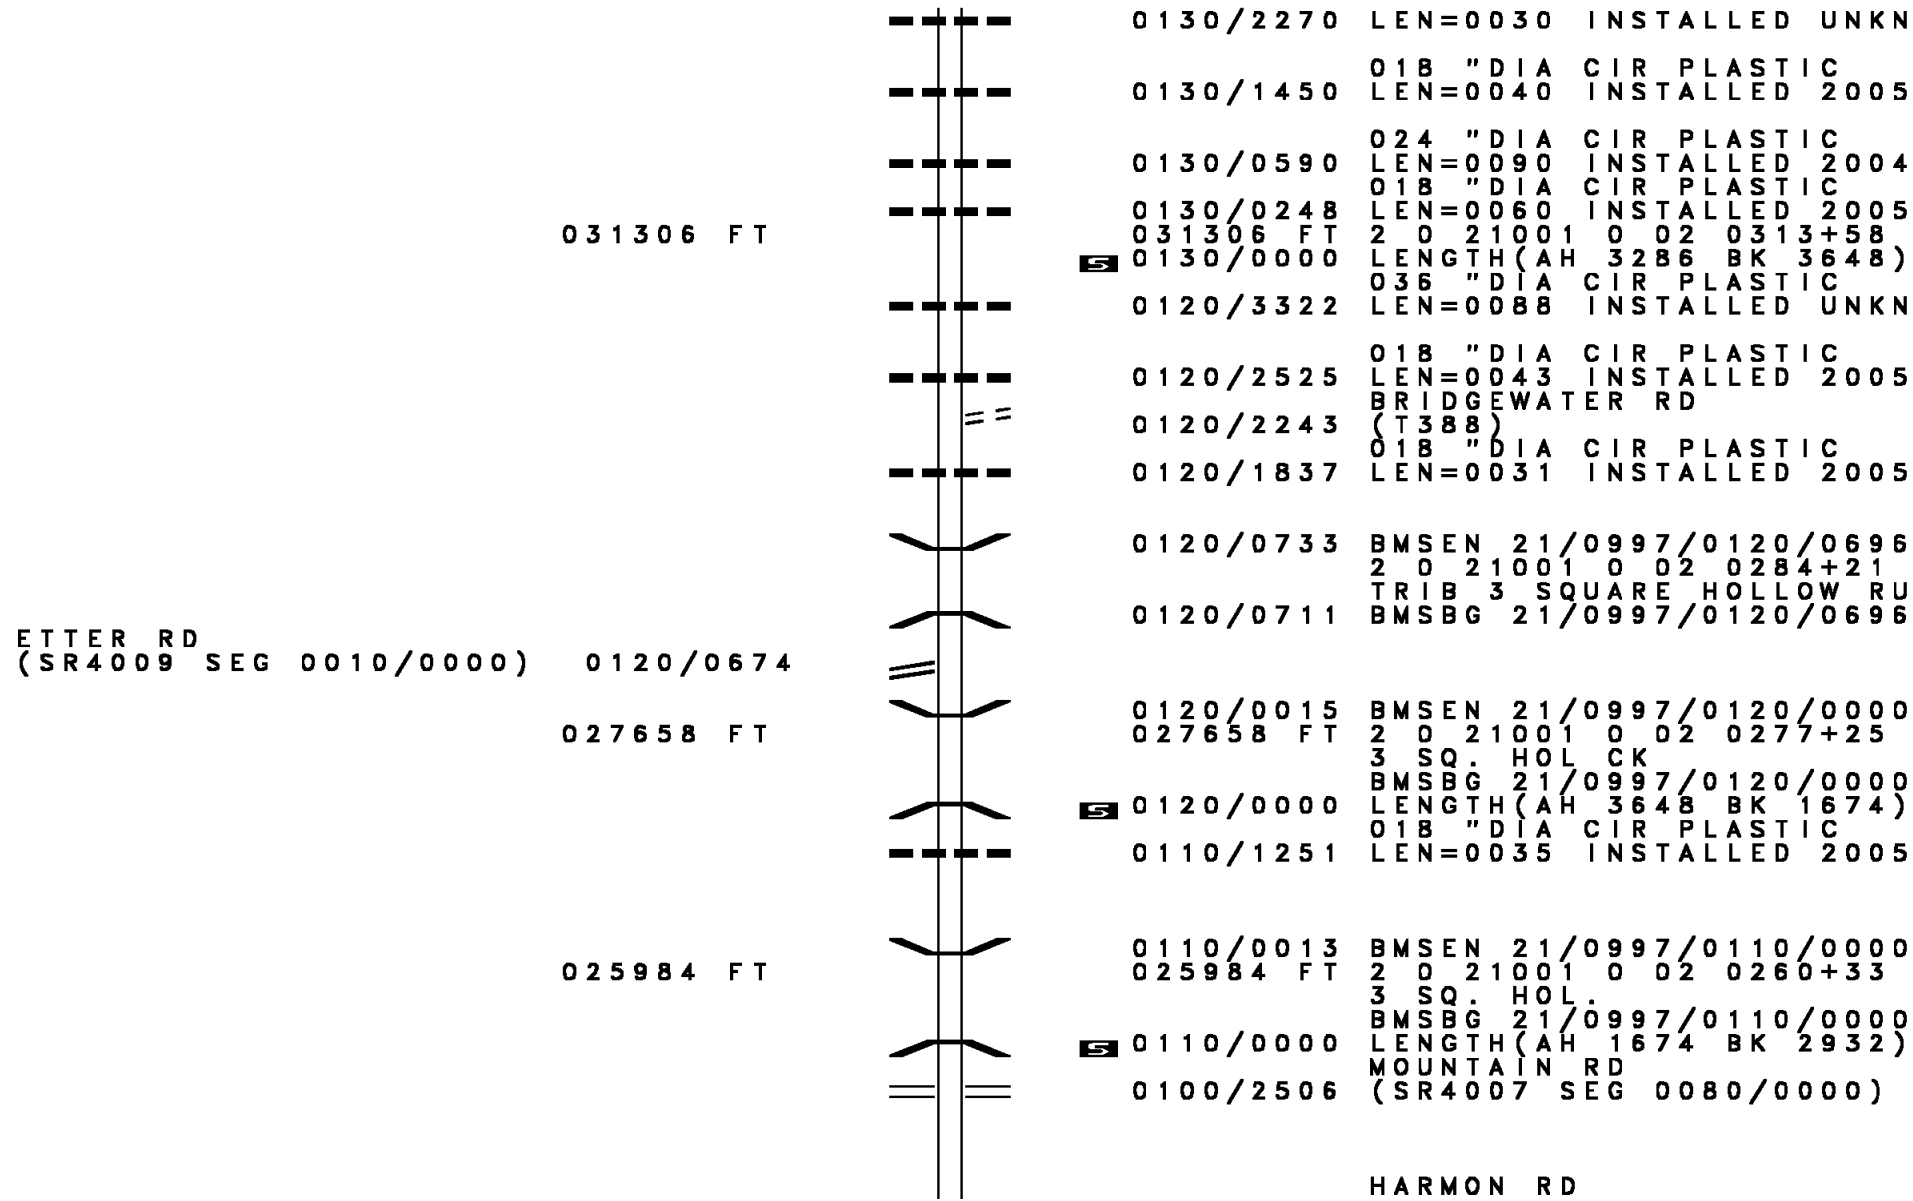 0130/2270 LEN=0030 INSTALLED UNKN
018 "DIA CIR PLASTIC
0130/1450 LEN=0040 INSTALLED 2005
024 "DIA CIR PLASTIC
0130/0590 LEN=0090 INSTALLED 2004
018 "DIA CIR PLASTIC
0130/0248 LEN=0060 INSTALLED 2005
031306 FT 031306 FT 2 0 21001 0 02 0313+58
S 0130/0000 LENGTH(AH 3286 BK 3648)
036 "DIA CIR PLASTIC
0120/3322 LEN=0088 INSTALLED UNKN
018 "DIA CIR PLASTIC
0120/2525 LEN=0043 INSTALLED 2005
BRIDGEWATER RD
0120/2243 (T388)
018 "DIA CIR PLASTIC
0120/1837 LEN=0031 INSTALLED 2005
0120/0733 BMSEN 21/0997/0120/0696
2 0 21001 0 02 0284+21
TRIB 3 SQUARE HOLLOW RU
0120/0711 BMSBG 21/0997/0120/0696
ETTER RD
(SR4009 SEG 0010/0000) 0120/0674
0120/0015 BMSEN 21/0997/0120/0000
027658 FT 027658 FT 2 0 21001 0 02 0277+25
3 SQ. HOL CK
BMSBG 21/0997/0120/0000
S 0120/0000 LENGTH(AH 3648 BK 1674)
018 "DIA CIR PLASTIC
0110/1251 LEN=0035 INSTALLED 2005
0110/0013 BMSEN 21/0997/0110/0000
025984 FT 025984 FT 2 0 21001 0 02 0260+33
3 SQ. HOL.
BMSBG 21/0997/0110/0000
S 0110/0000 LENGTH(AH 1674 BK 2932)
MOUNTAIN RD
0100/2506 (SR4007 SEG 0080/0000)
HARMON RD